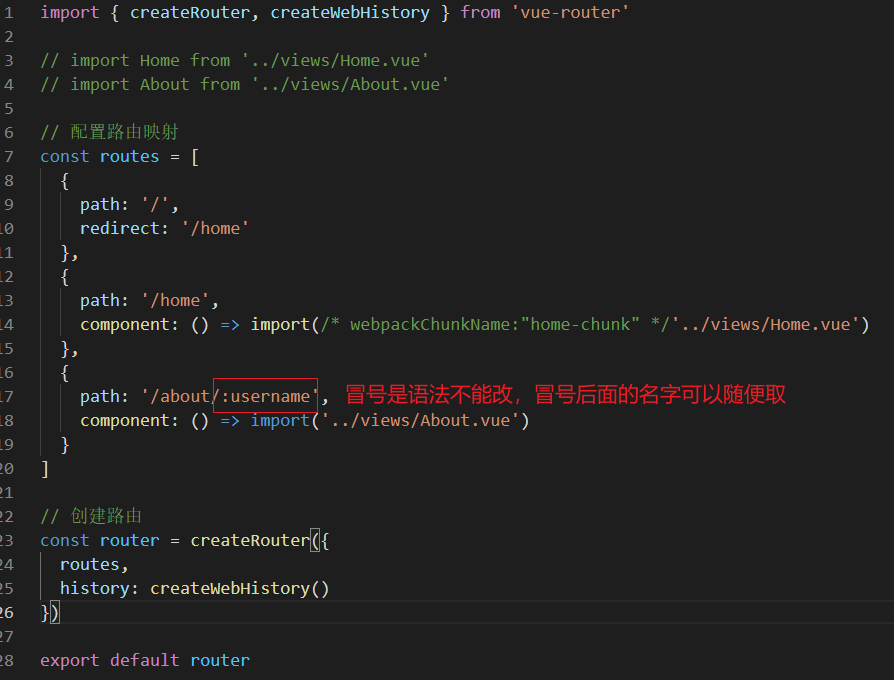 1 import { createRouter, createWebHistory } from 'vue-router'
2
3 // import Home from '../views/Home.vue'
4 // import About from '../views/About.vue'
5
6 // 配置路由映射
7 const routes = [
8 {
9 path: '/',
10 redirect: '/home'
11 },
12 {
13 path: '/home',
14 component: () => import(/* webpackChunkName:"home-chunk" */'../views/Home.vue')
15 },
16 {
17 path: '/about/:username', 冒号是语法不能改，冒号后面的名字可以随便取
18 component: () => import('../views/About.vue')
19 }
20 ]
21
22 // 创建路由
23 const router = createRouter({
24 routes,
25 history: createWebHistory()
26 })
27
28 export default router